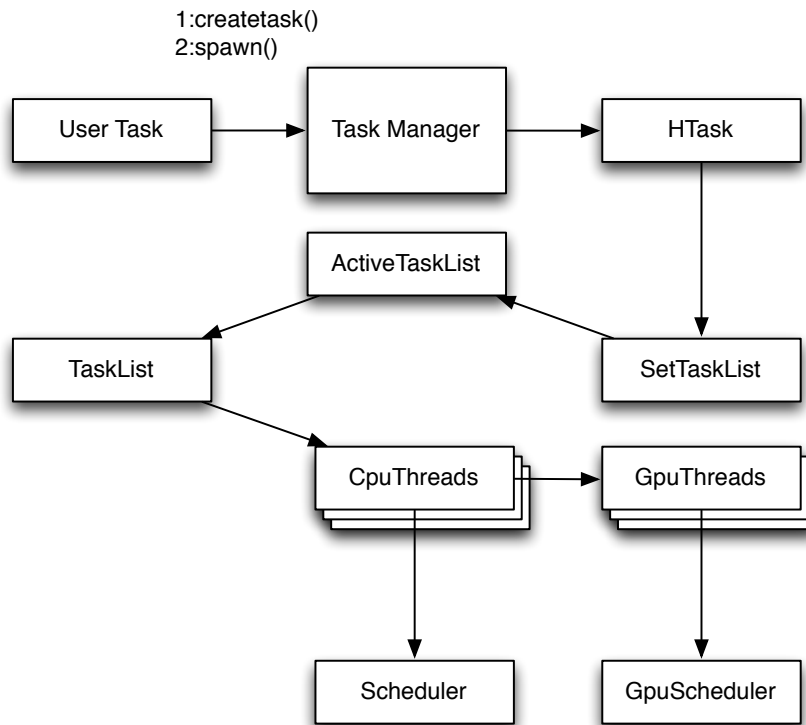 1:createtask()
2:spawn()
User Task
Task Manager
HTask
ActiveTaskList
TaskList
SetTaskList
CpuThreads
GpuThreads
Scheduler
GpuScheduler